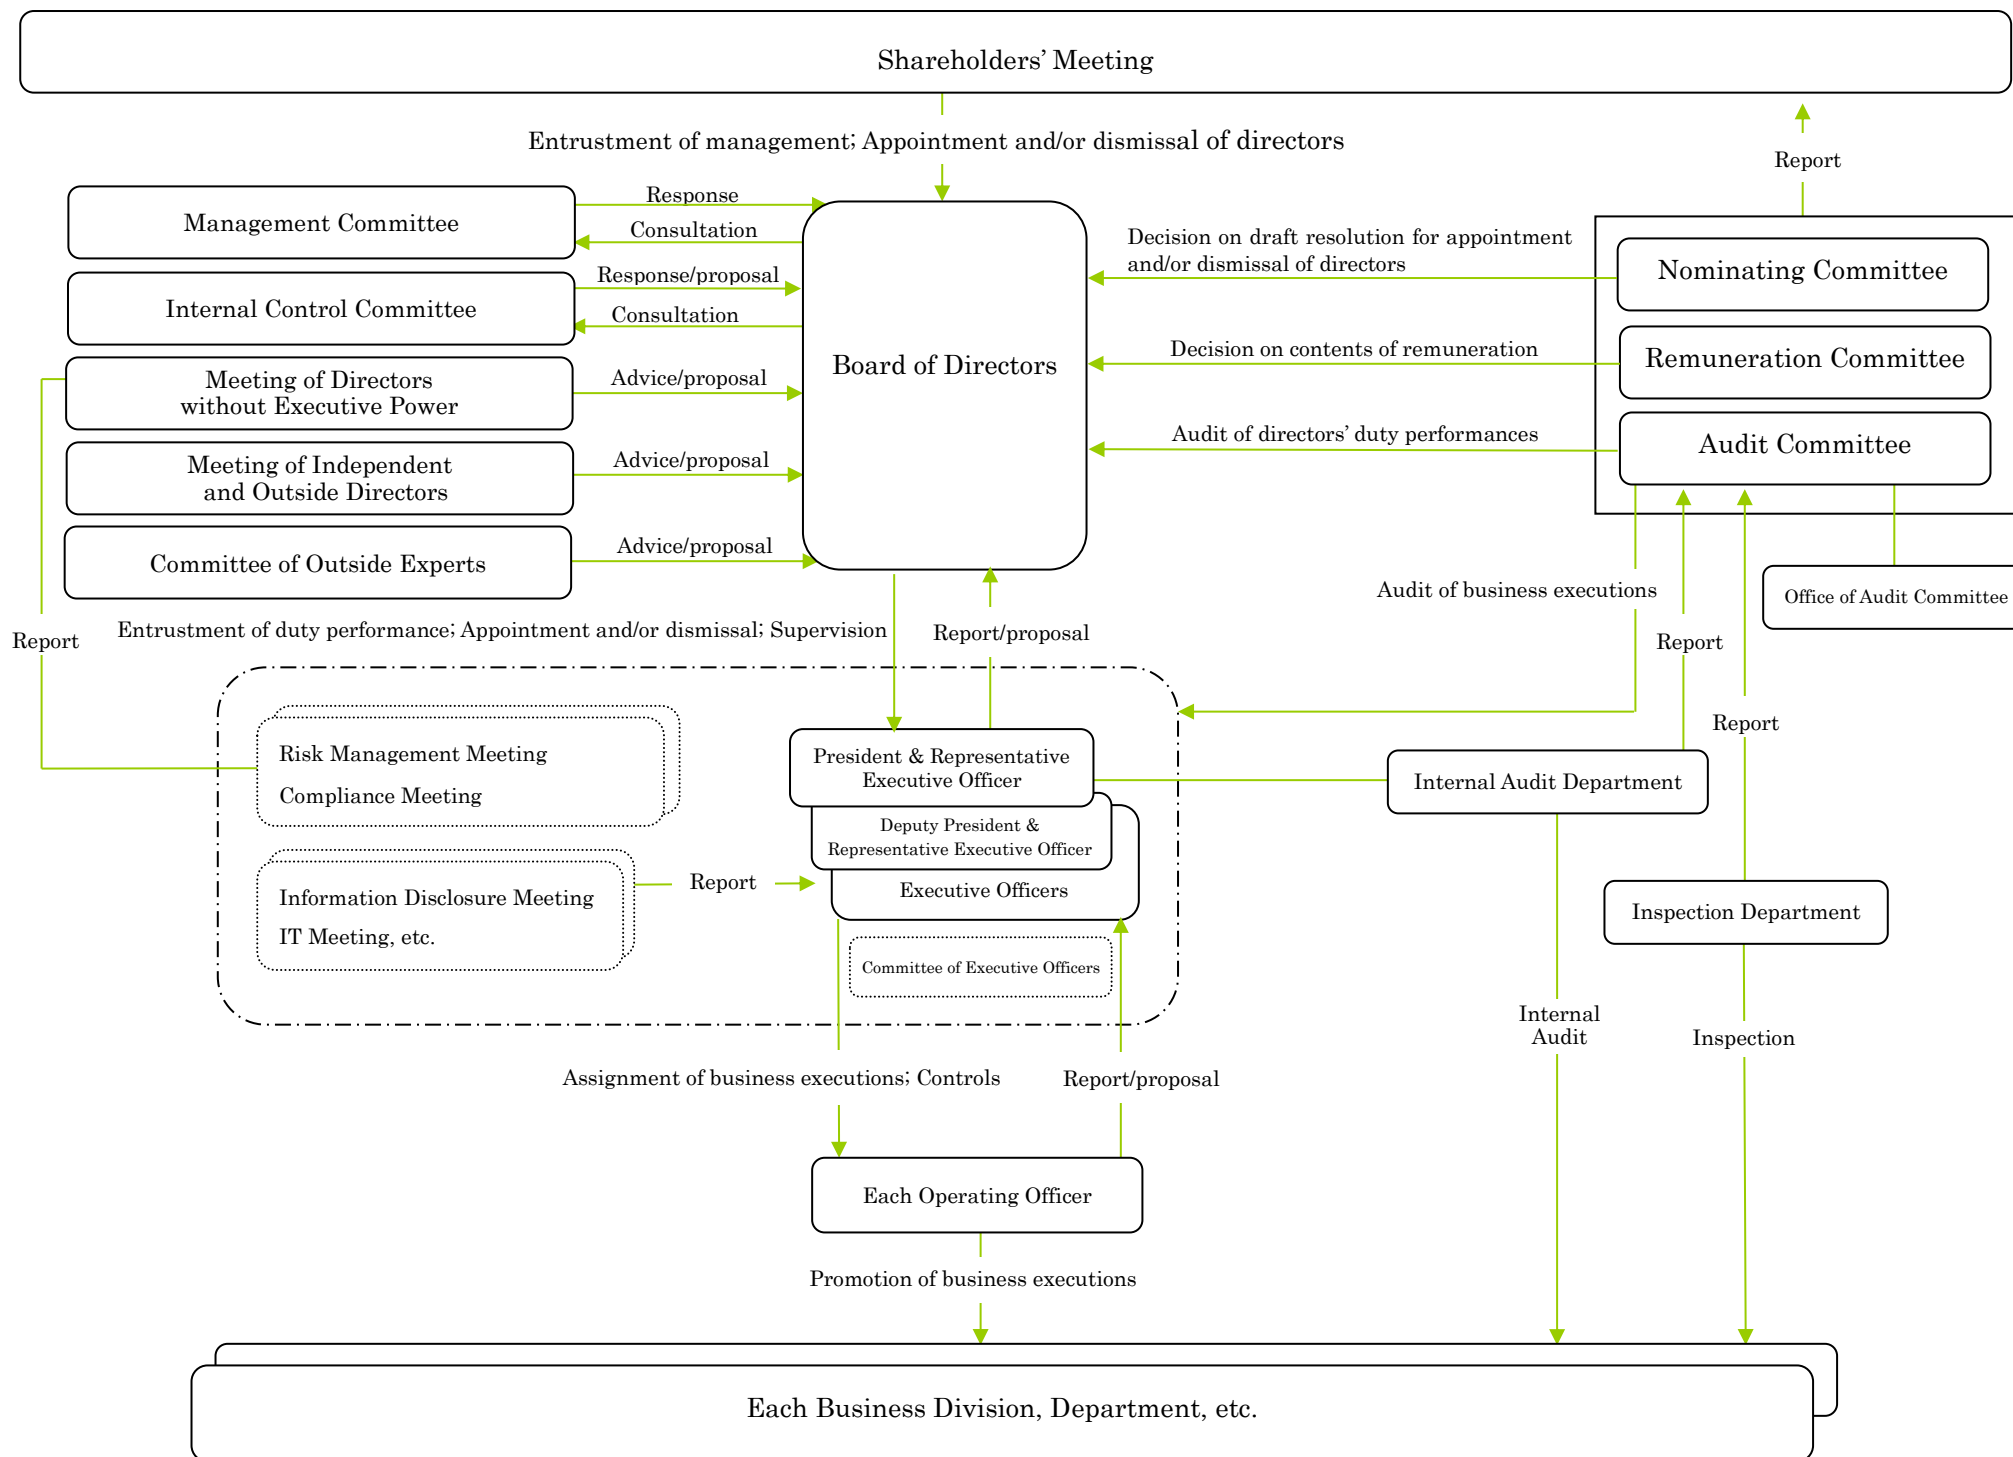 Shareholders’ Meeting
Entrustment of management; Appointment and/or dismissal of directors
Report
Management Committee
Response
Consultation
Internal Control Committee
Response/proposal
Consultation
Meeting of Directors
without Executive Power
Advice/proposal
Meeting of Independent
and Outside Directors
Advice/proposal
Committee of Outside Experts
Advice/proposal
Board of Directors
Decision on draft resolution for appointment
and/or dismissal of directors
Nominating Committee
Decision on contents of remuneration
Remuneration Committee
Audit of directors’ duty performances
Audit Committee
Audit of business executions
Office of Audit Committee
Report
Entrustment of duty performance; Appointment and/or dismissal; Supervision
Report/proposal
Report
Report
Risk Management Meeting
Compliance Meeting
President & Representative
Executive Officer
Internal Audit Department
Deputy President &
Representative Executive Officer
Executive Officers
Report
Information Disclosure Meeting
IT Meeting, etc.
Committee of Executive Officers
Inspection Department
Internal
Audit
Inspection
Assignment of business executions; Controls
Report/proposal
Each Operating Officer
Promotion of business executions
Each Business Division, Department, etc.